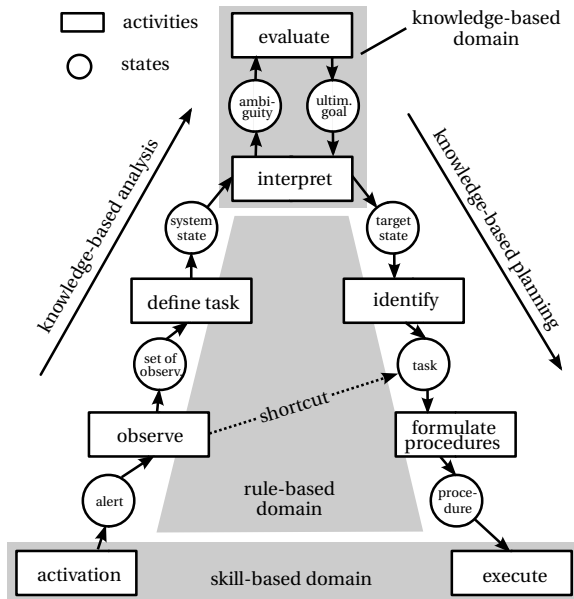 activities
states
evaluate
knowledge-based
domain
ambi-
guity
ultim.
goal
interpret
knowledge-based analysis
knowledge-based planning
system
state
target
state
define task
identify
set of
observ.
task
shortcut
observe
formulate
procedures
alert
rule-based
domain
proce-
dure
activation
skill-based domain
execute